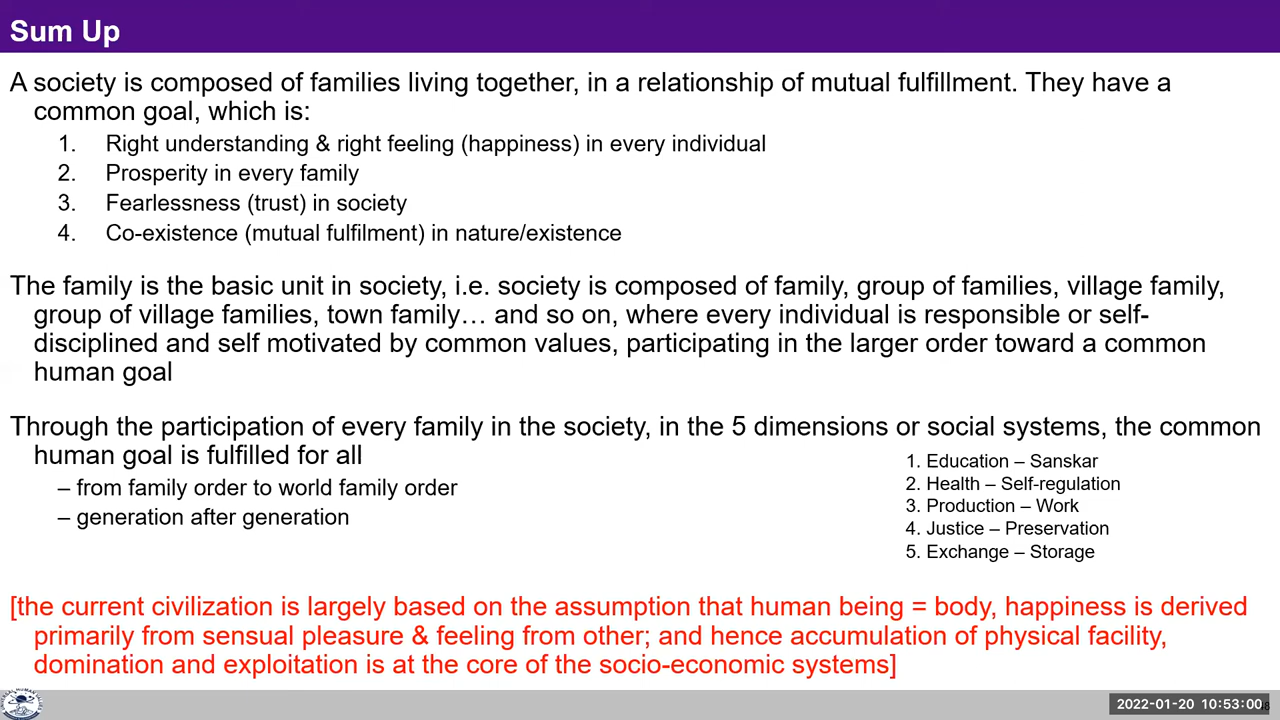 Sum Up
A society is composed of families living together, in a relationship of mutual fulfillment. They have a
common goal, which is:
1. Right understanding & right feeling (happiness) in every individual
2. Prosperity in every family
3. Fearlessness (trust) in society
4. Co-existence (mutual fulfilment) in nature/existence
The family is the basic unit in society, i.e. society is composed of family, group of families, village family,
group of village families, town family… and so on, where every individual is responsible or self-
disciplined and self motivated by common values, participating in the larger order toward a common
human goal
Through the participation of every family in the society, in the 5 dimensions or social systems, the common
human goal is fulfilled for all
– from family order to world family order
– generation after generation
1. Education – Sanskar
2. Health – Self-regulation
3. Production – Work
4. Justice – Preservation
5. Exchange – Storage
[the current civilization is largely based on the assumption that human being = body, happiness is derived
primarily from sensual pleasure & feeling from other; and hence accumulation of physical facility,
domination and exploitation is at the core of the socio-economic systems]
2022-01-20 10:53:00